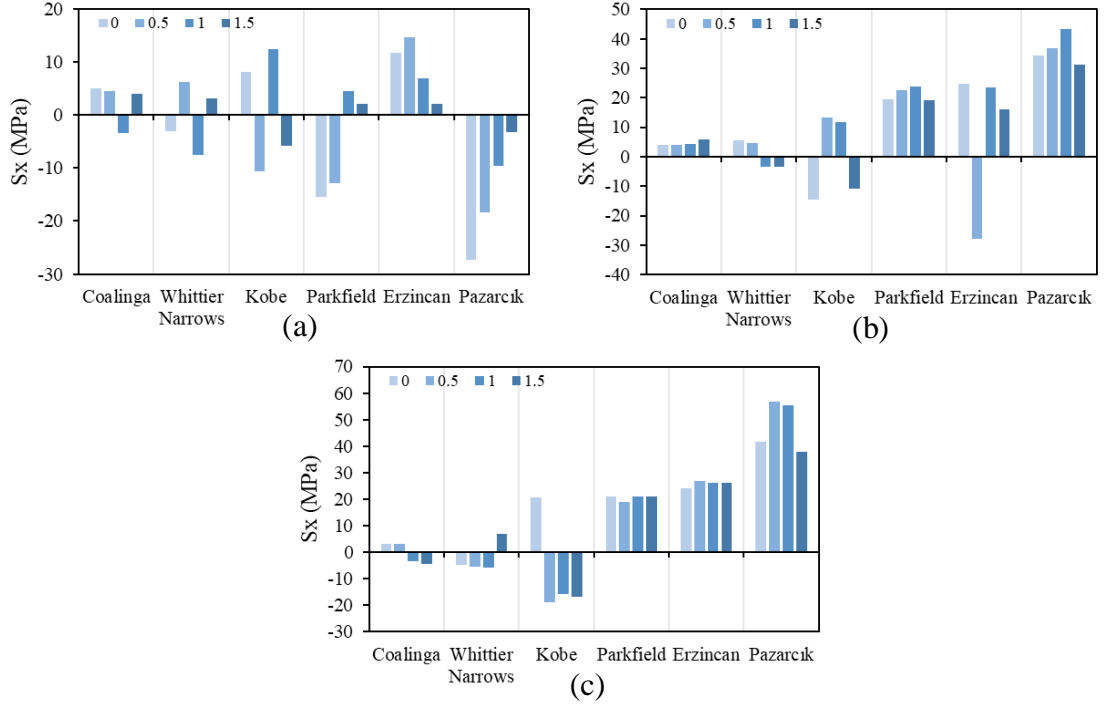 20
10
0
-10
-20
-30
Sx (MPa)
0 0.5 1 1.5
Coalinga Whittier Narrows Kobe Parkfield Erzincan Pazarcık
(a)
50
40
30
20
10
0
-10
-20
-30
-40
Sx (MPa)
0 0.5 1 1.5
Coalinga Whittier Narrows Kobe Parkfield Erzincan Pazarcık
(b)
70
60
50
40
30
20
10
0
-10
-20
-30
Sx (MPa)
0 0.5 1 1.5
Coalinga Whittier Narrows Kobe Parkfield Erzincan Pazarcık
(c)